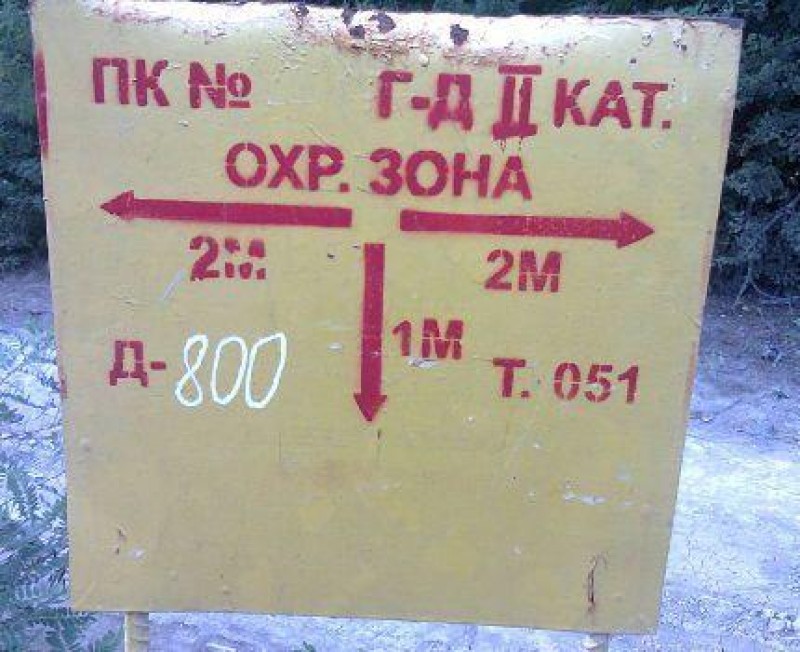 ПК № Г-Д II КАТ.
ОХР. ЗОНА
2М 2М
1М
Д-800 Т. 051